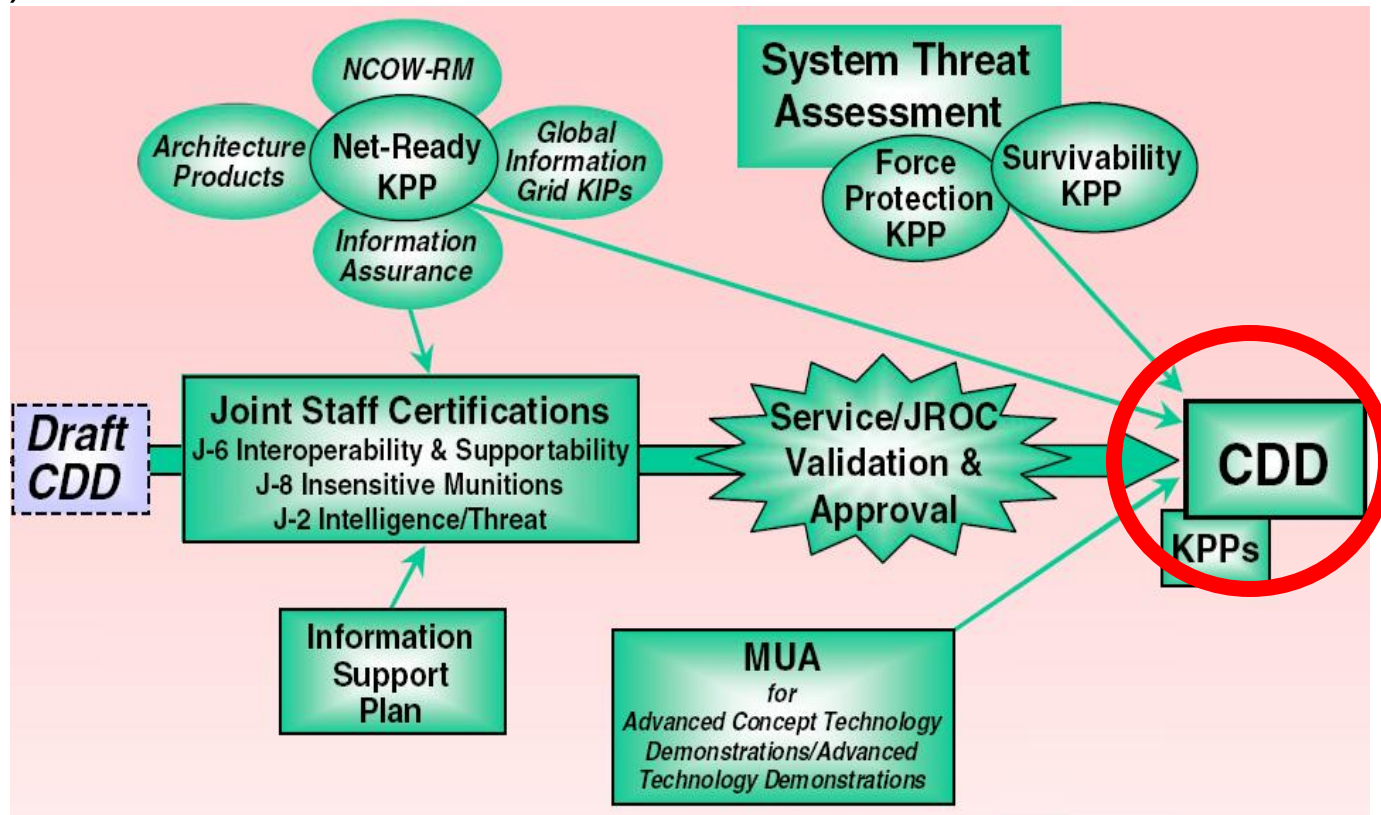 NCOW-RM
Architecture
Products
Net-Ready
KPP
Global
Information
Grid KIPs
Information
Assurance
System Threat
Assessment
Force
Protection
KPP
Survivability
KPP
Draft
CDD
Joint Staff Certifications
J-6 Interoperability & Supportability
J-8 Insensitive Munitions
J-2 Intelligence/Threat
Service/JROC
Validation &
Approval
CDD
KPPs
Information
Support
Plan
MUA
for
Advanced Concept Technology
Demonstrations/Advanced
Technology Demonstrations